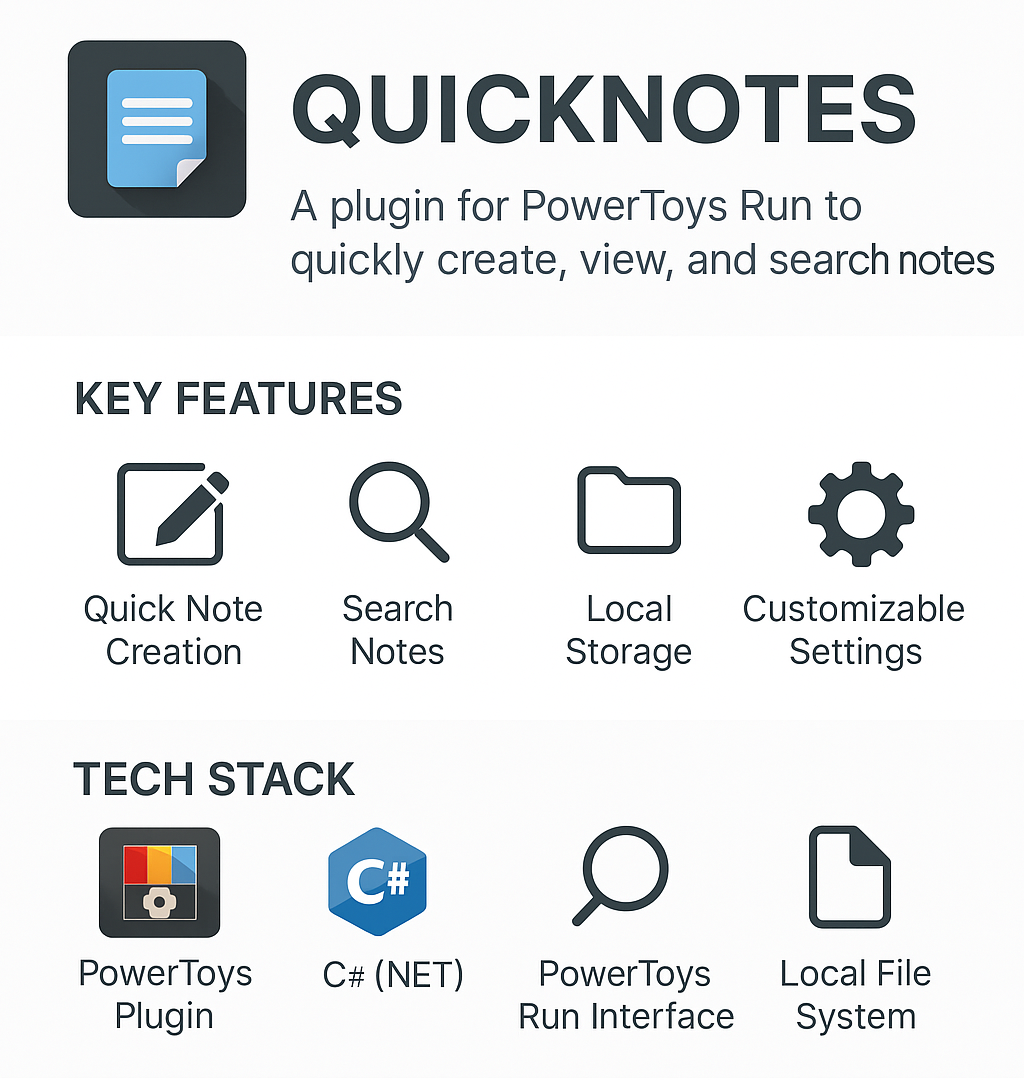 QUICKNOTES
A plugin for PowerToys Run to
quickly create, view, and search notes
KEY FEATURES
Quick Note
Creation
Search
Notes
Local
Storage
Customizable
Settings
TECH STACK
C#
PowerToys
Plugin
C# (NET)
PowerToys
Run Interface
Local File
System